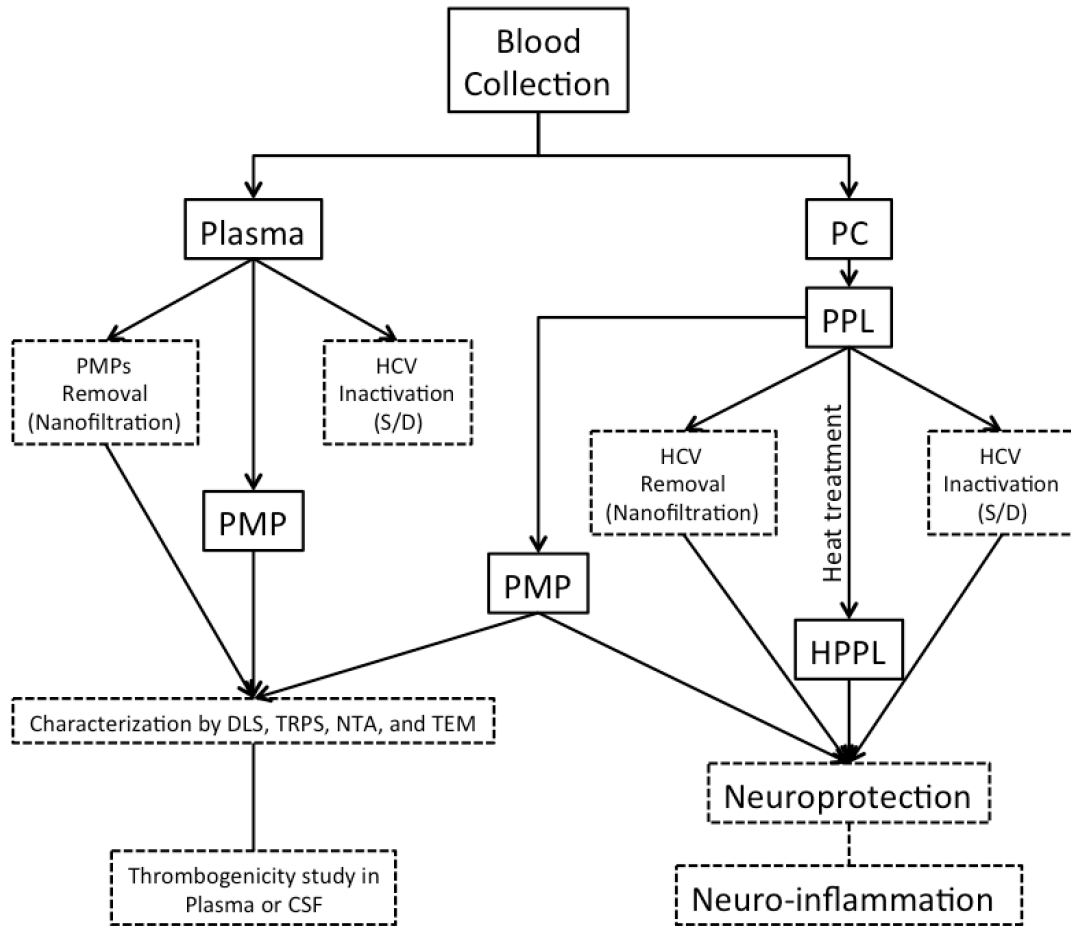 Blood
Collection
Plasma
PC
PPL
PMPs
Removal
(Nanofiltration)
HCV
Inactivation
(S/D)
HCV
Removal
(Nanofiltration)
Heat treatment
HCV
Inactivation
(S/D)
PMP
PMP
HPPL
Characterization by DLS, TRPS, NTA, and TEM
Neuroprotection
Thrombogenicity study in
Plasma or CSF
Neuro-inflammation